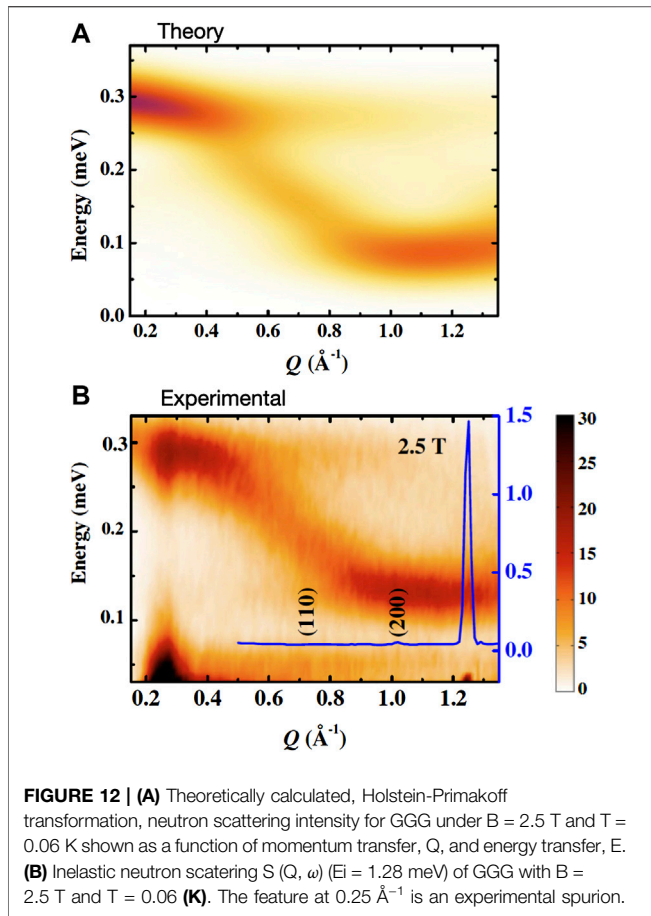 A Theory
0.3
0.2
0.1
0.0
Energy (meV)
0.2 0.4 0.6 0.8 1.0 1.2
Q (Å⁻¹)
B Experimental
0.3
0.2
0.1
Energy (meV)
2.5 T
(110)
(200)
1.5
1.0
0.5
0.0
30
25
20
15
10
5
0
0.2 0.4 0.6 0.8 1.0 1.2
Q (Å⁻¹)
FIGURE 12 | (A) Theoretically calculated, Holstein-Primakoff
transformation, neutron scattering intensity for GGG under B = 2.5 T and T =
0.06 K shown as a function of momentum transfer, Q, and energy transfer, E.
(B) Inelastic neutron scatering S (Q, ω) (Ei = 1.28 meV) of GGG with B =
2.5 T and T = 0.06 (K). The feature at 0.25 Å⁻¹ is an experimental spurion.